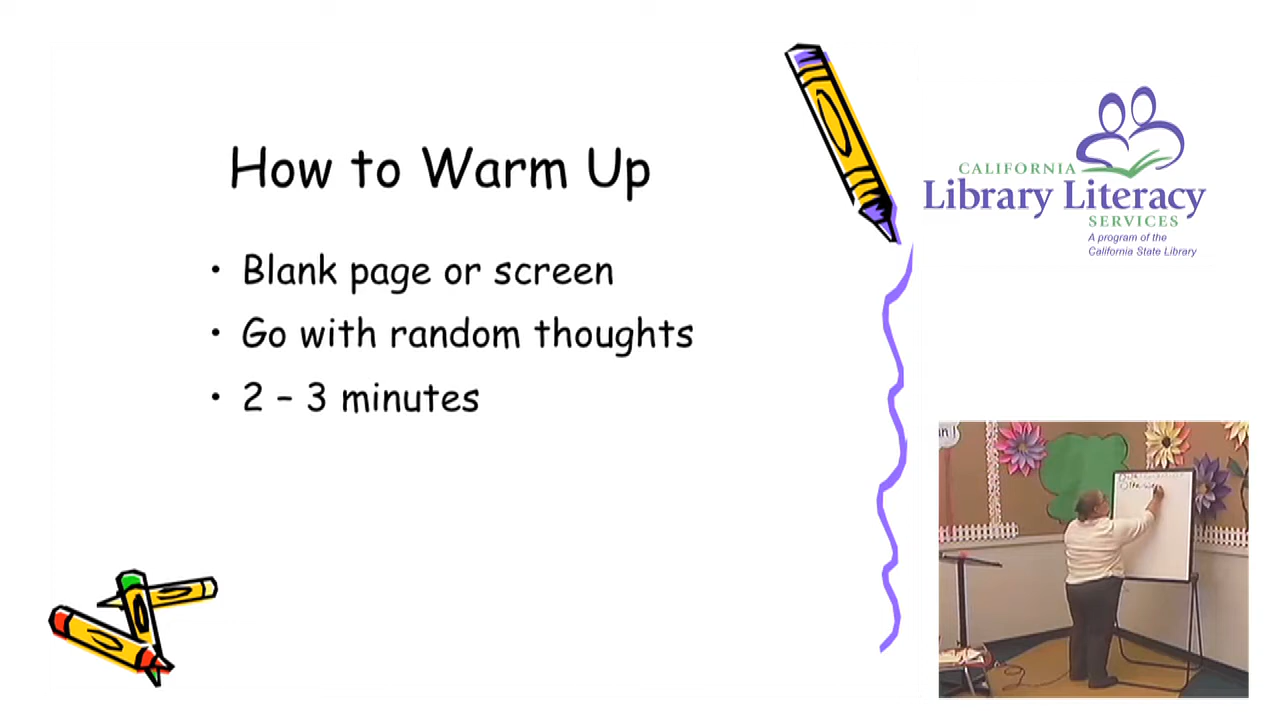 How to Warm Up
• Blank page or screen
• Go with random thoughts
• 2 – 3 minutes
CALIFORNIA
Library Literacy
SERVICES
A program of the
California State Library